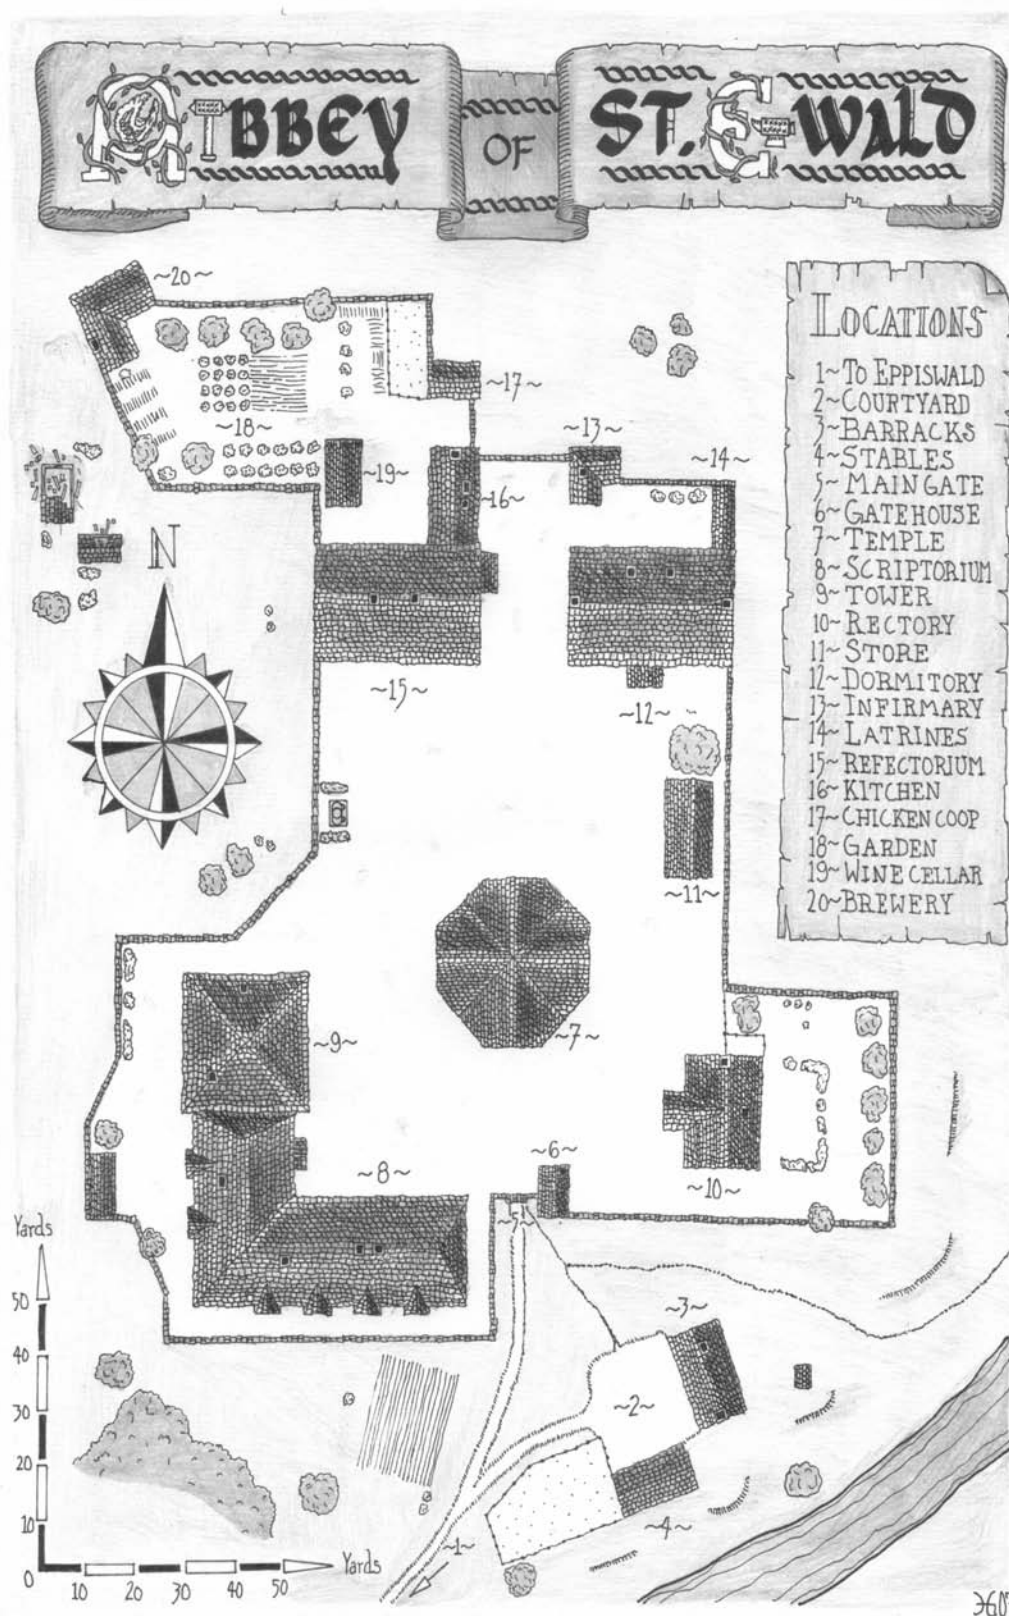 ABBEY OF ST. EWALD
LOCATIONS
1~TO EPPISWALD
2~COURTYARD
3~BARRACKS
4~STABLES
5~MAIN GATE
6~GATEHOUSE
7~TEMPLE
8~SCRIPTORIUM
9~TOWER
10~RECTORY
11~STORE
12~DORMITORY
13~INFIRMARY
14~LATRINES
15~REFECTORIUM
16~KITCHEN
17~CHICKEN COOP
18~GARDEN
19~WINE CELLAR
20~BREWERY
~20~
~17~
~18~
~13~
~14~
~19~
~16~
N
~15~
~12~
~11~
~9~
~7~
~6~
~8~
~10~
~5~
Yards
50
40
30
20
10
0
10
20
30
40
50
Yards
~3~
~2~
~4~
~1~